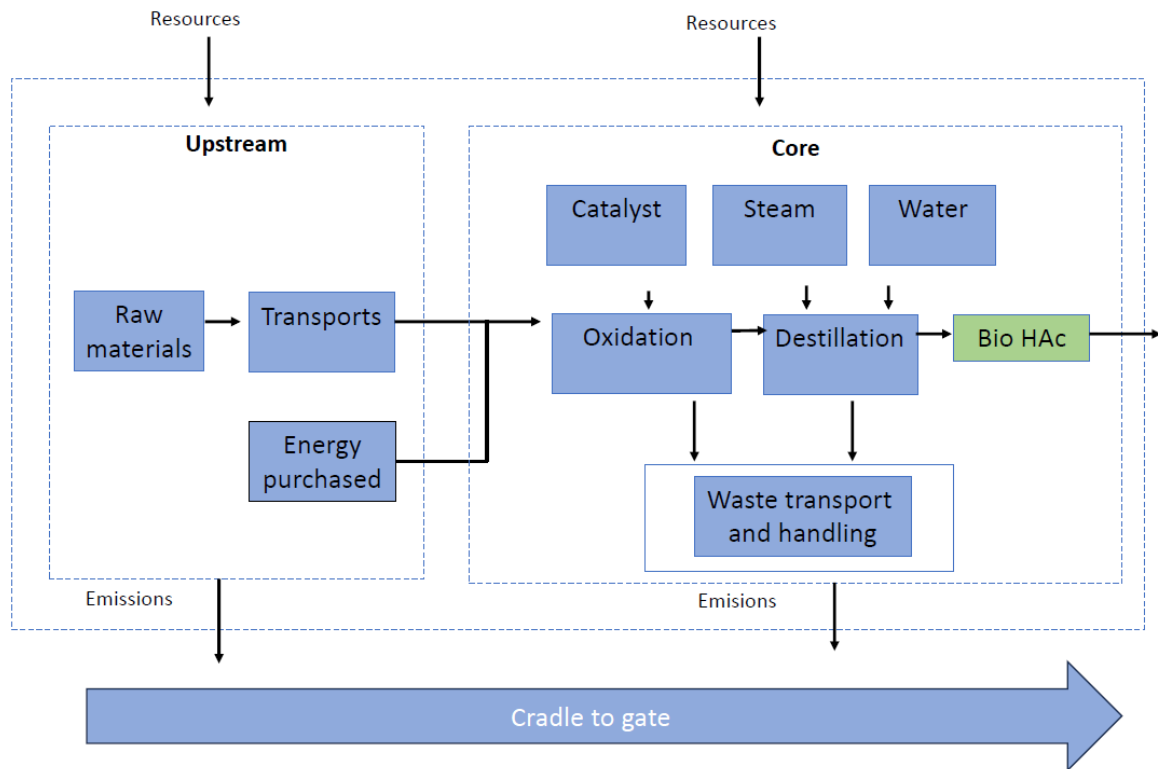 Resources
Resources
Upstream
Core
Catalyst
Steam
Water
Raw
materials
Transports
Oxidation
Destillation
Bio HAc
Energy
purchased
Waste transport
and handling
Emissions
Emisions
Cradle to gate